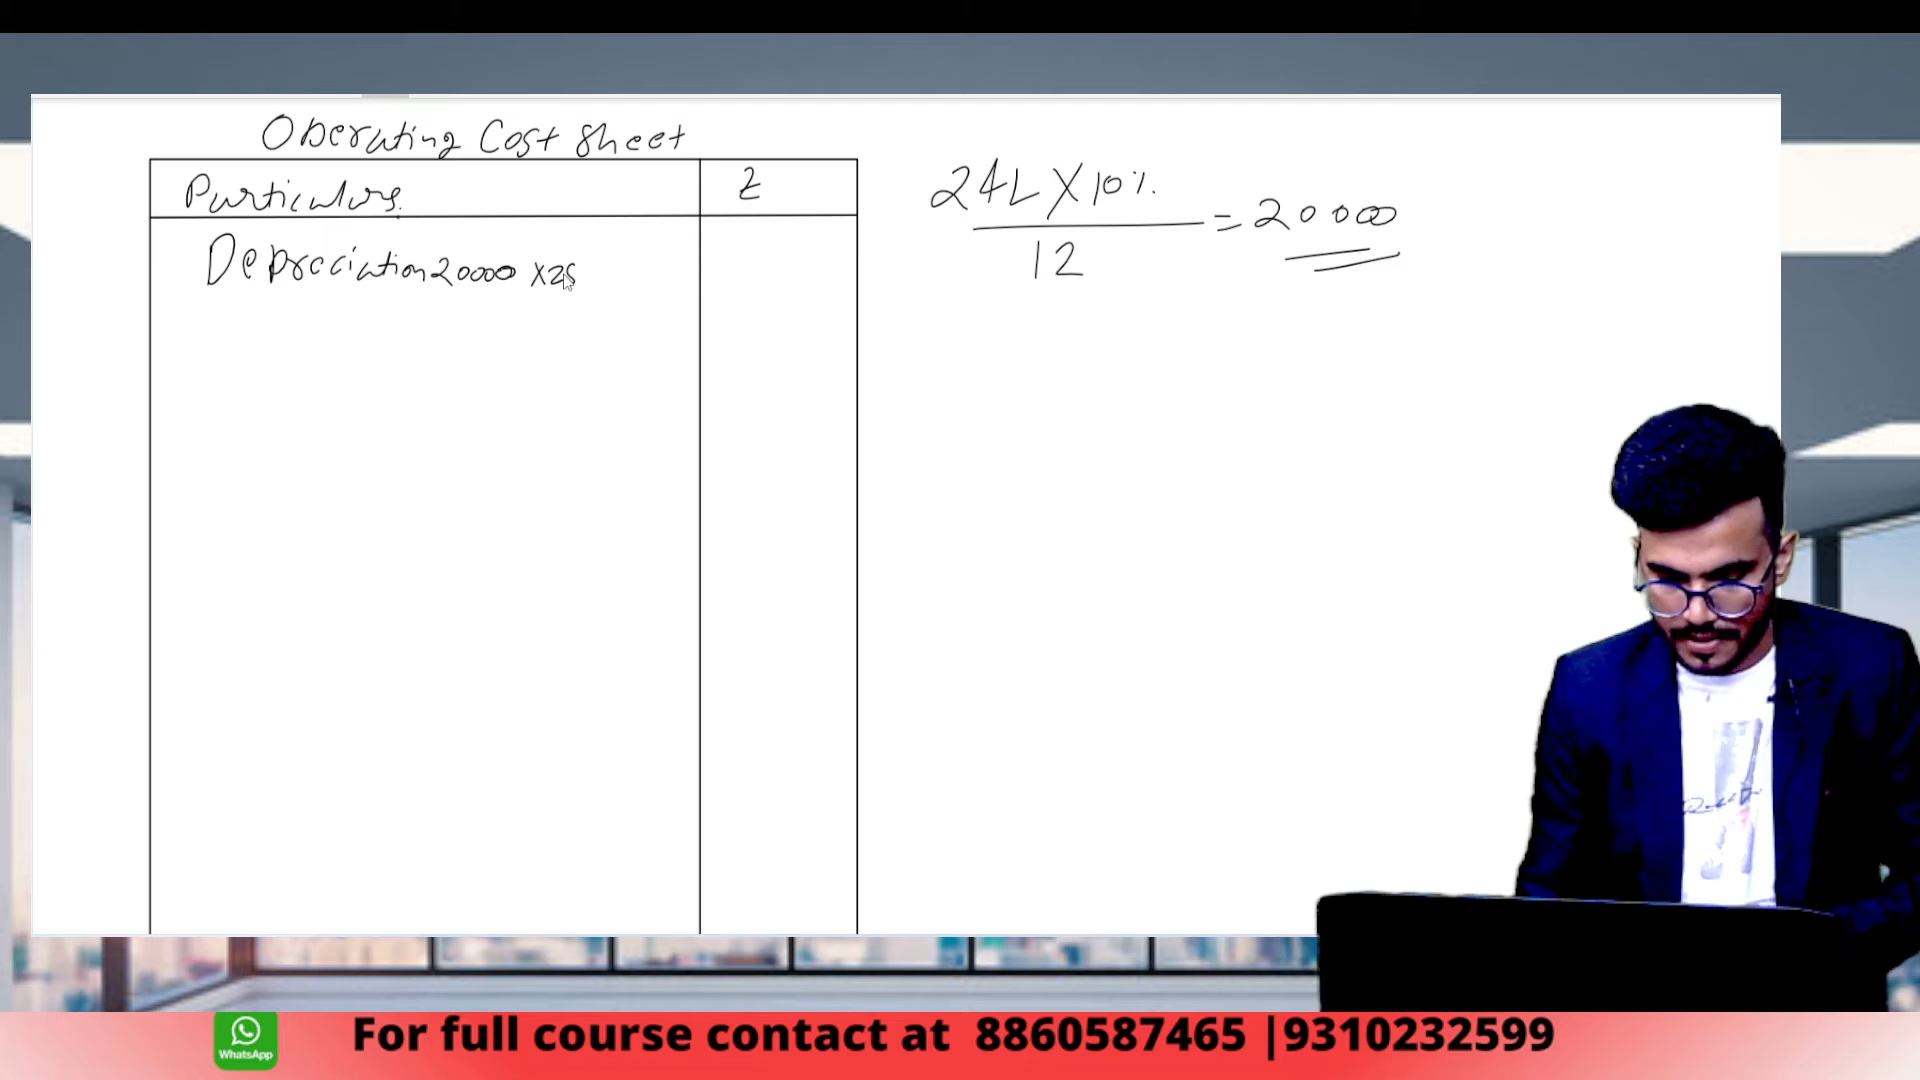 Operating Cost Sheet
Particulars ₹
Depreciation 20000 X25
24L X 10%
12
= 20000
WhatsApp
For full course contact at 8860587465 |9310232599